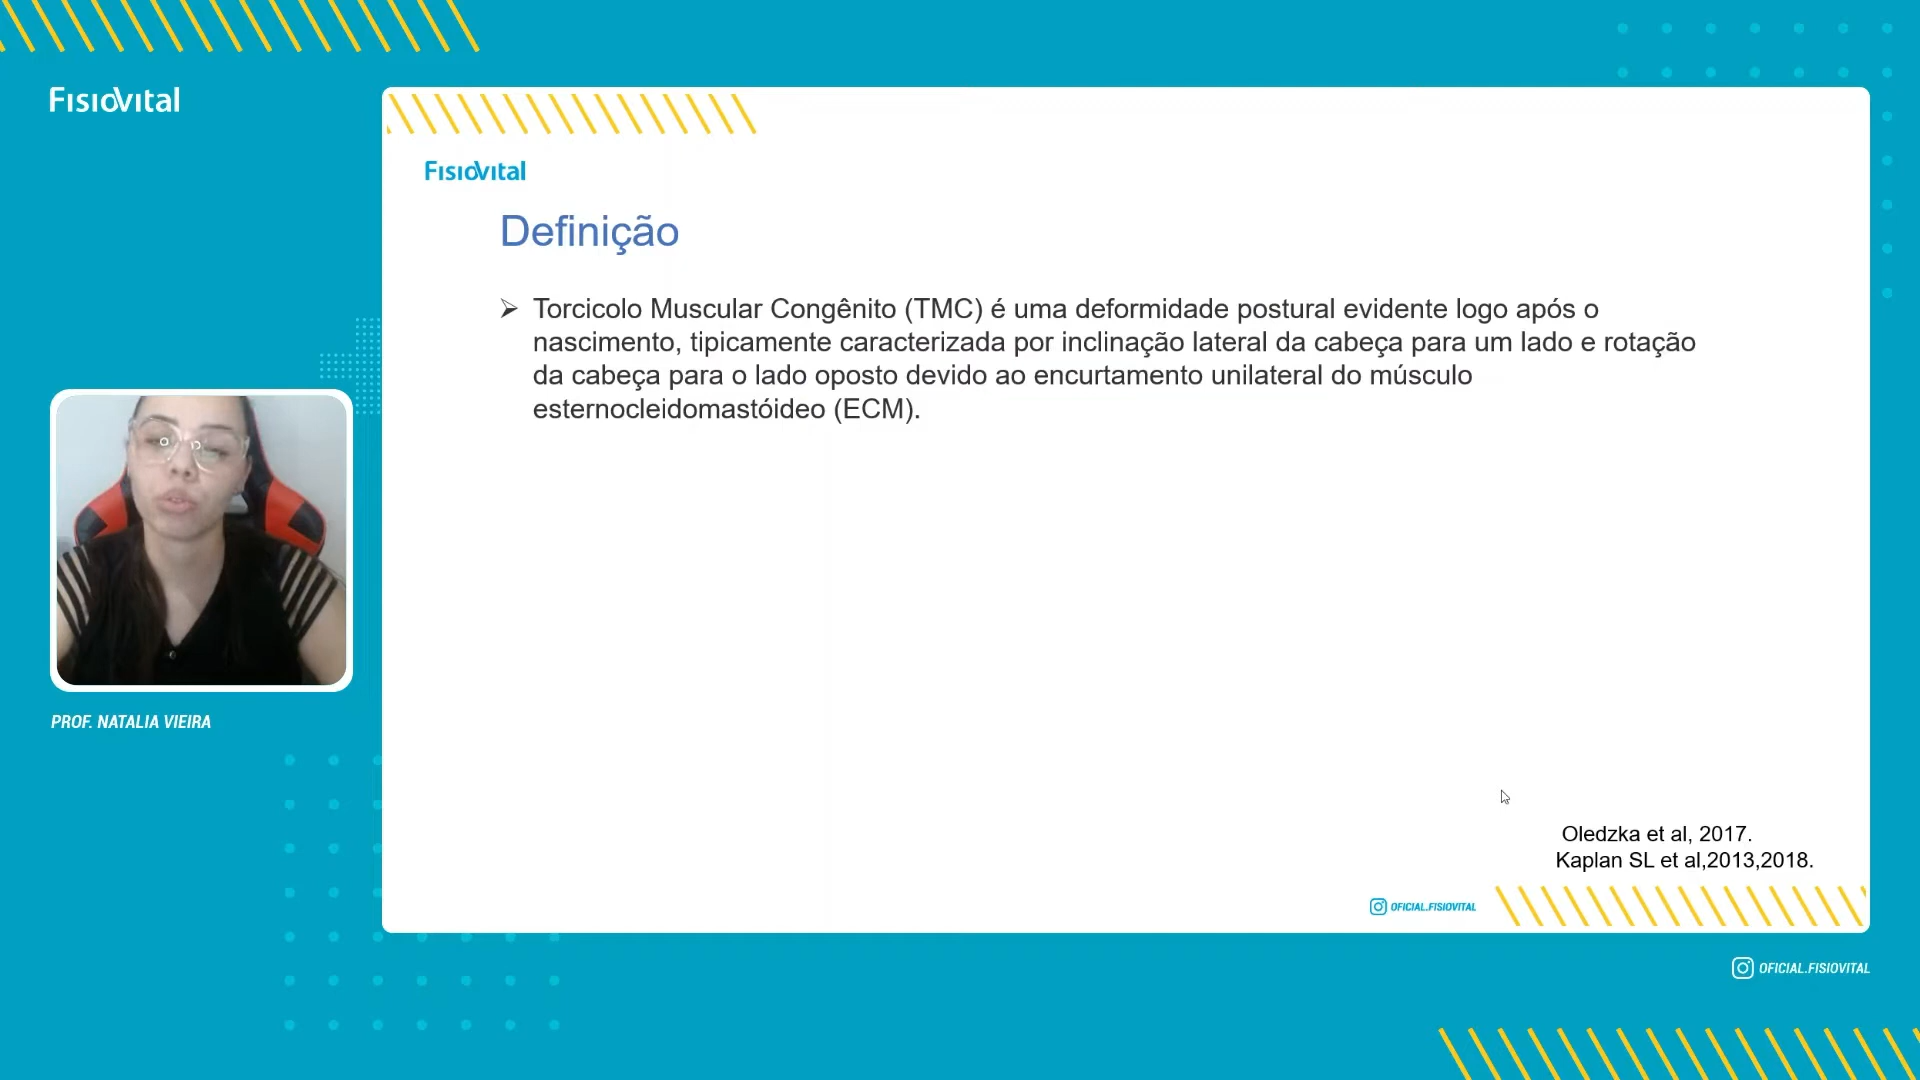 FisioVital
FisioVital
Definição
Torcicolo Muscular Congênito (TMC) é uma deformidade postural evidente logo após o
nascimento, tipicamente caracterizada por inclinação lateral da cabeça para um lado e rotação
da cabeça para o lado oposto devido ao encurtamento unilateral do músculo
esternocleidomastóideo (ECM).
PROF. NATALIA VIEIRA
Oledzka et al, 2017.
Kaplan SL et al,2013,2018.
OFICIAL.FISIOVITAL
OFICIAL.FISIOVITAL